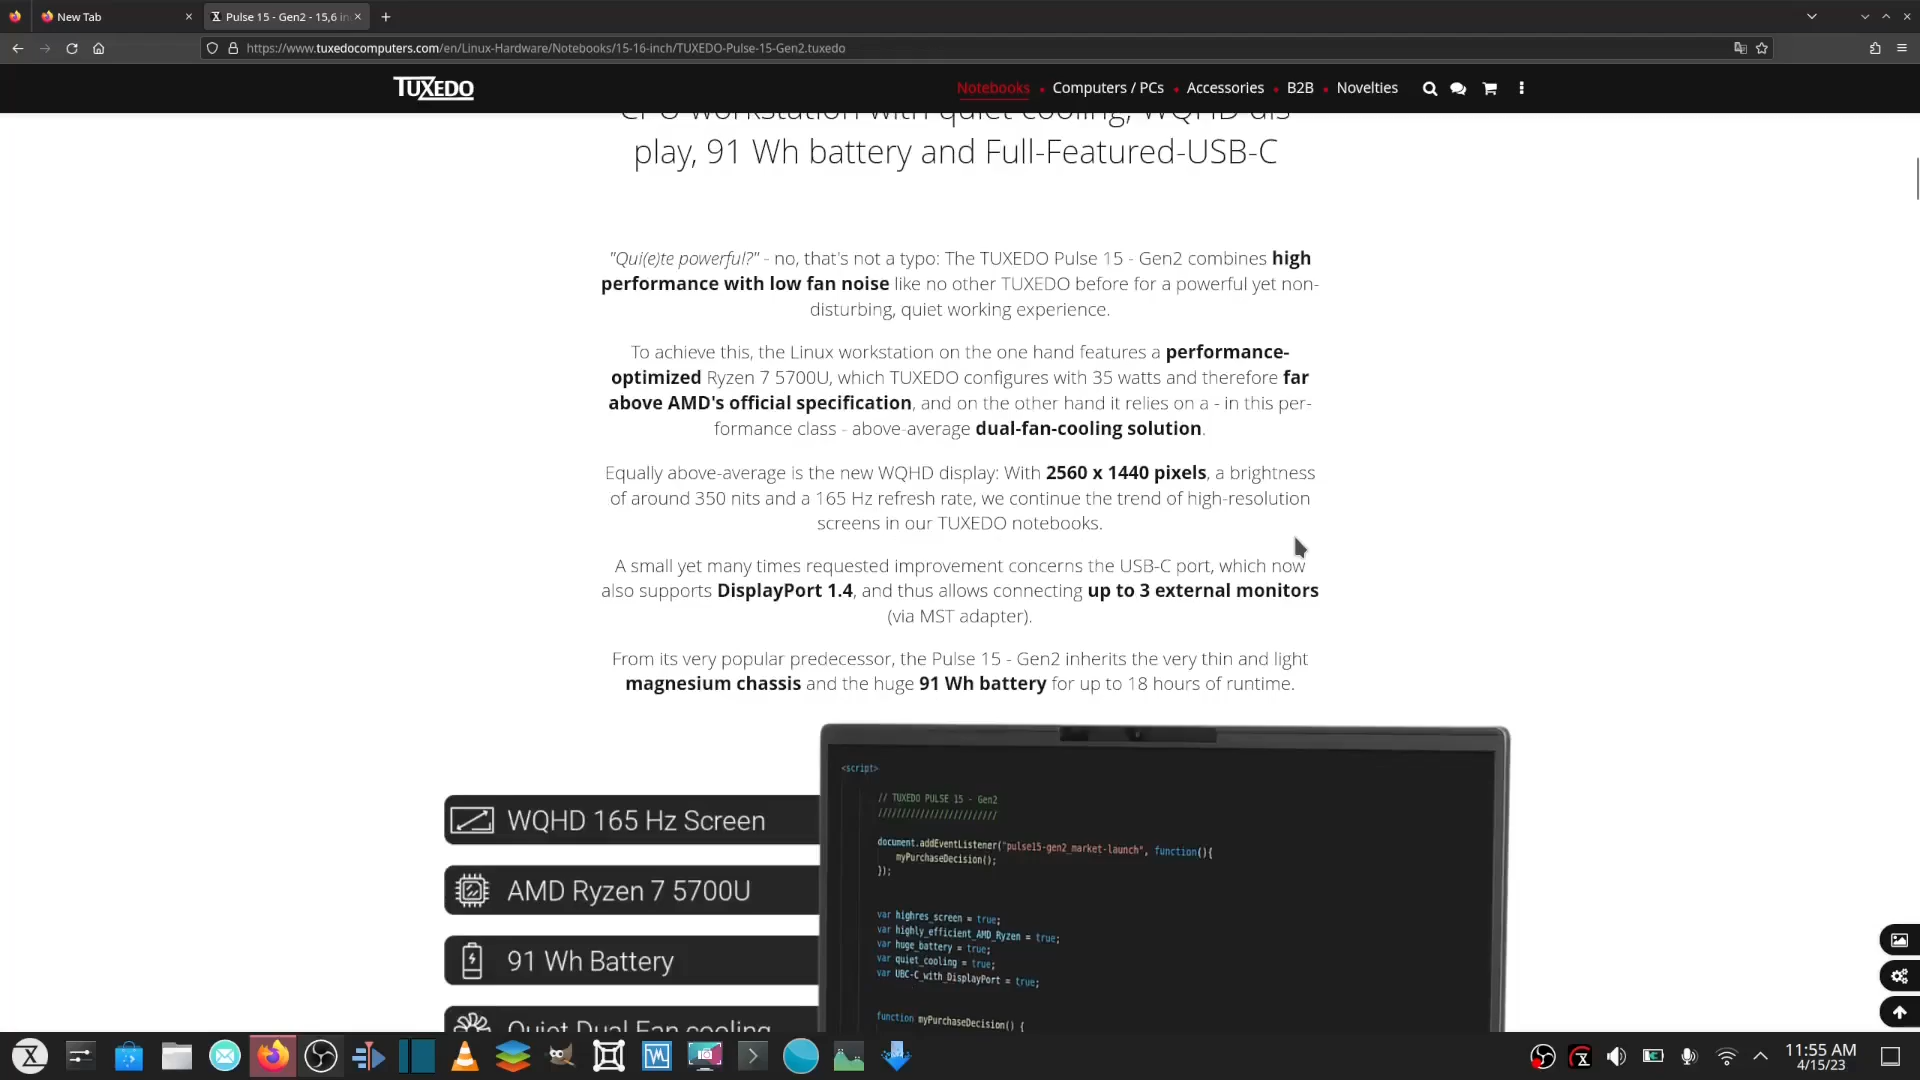 New Tab
Pulse 15 - Gen2 - 15,6 in
https://www.tuxedocomputers.com/en/Linux-Hardware/Notebooks/15-16-inch/TUXEDO-Pulse-15-Gen2.tuxedo
TUXEDO
Notebooks • Computers / PCs • Accessories • B2B • Novelties
CPU workstation with quiet cooling, WQHD dis-
play, 91 Wh battery and Full-Featured-USB-C
"Qui(e)te powerful?" - no, that's not a typo: The TUXEDO Pulse 15 - Gen2 combines high
performance with low fan noise like no other TUXEDO before for a powerful yet non-
disturbing, quiet working experience.
To achieve this, the Linux workstation on the one hand features a performance-
optimized Ryzen 7 5700U, which TUXEDO configures with 35 watts and therefore far
above AMD's official specification, and on the other hand it relies on a - in this per-
formance class - above-average dual-fan-cooling solution.
Equally above-average is the new WQHD display: With 2560 x 1440 pixels, a brightness
of around 350 nits and a 165 Hz refresh rate, we continue the trend of high-resolution
screens in our TUXEDO notebooks.
A small yet many times requested improvement concerns the USB-C port, which now
also supports DisplayPort 1.4, and thus allows connecting up to 3 external monitors
(via MST adapter).
From its very popular predecessor, the Pulse 15 - Gen2 inherits the very thin and light
magnesium chassis and the huge 91 Wh battery for up to 18 hours of runtime.
WQHD 165 Hz Screen
AMD Ryzen 7 5700U
91 Wh Battery
Quiet Dual Fan cooling
<script>
// TUXEDO PULSE 15 - Gen2
/////////////////////////
document.addEventListener("pulse15-gen2_market-launch", function(){
myPurchaseDecision();
});
var highres_screen = true;
var highly_efficient_AMD_Ryzen = true;
var huge_battery = true;
var quiet_cooling = true;
var UBC-C_with_DisplayPort = true;
function myPurchaseDecision() {
11:55 AM
4/15/23